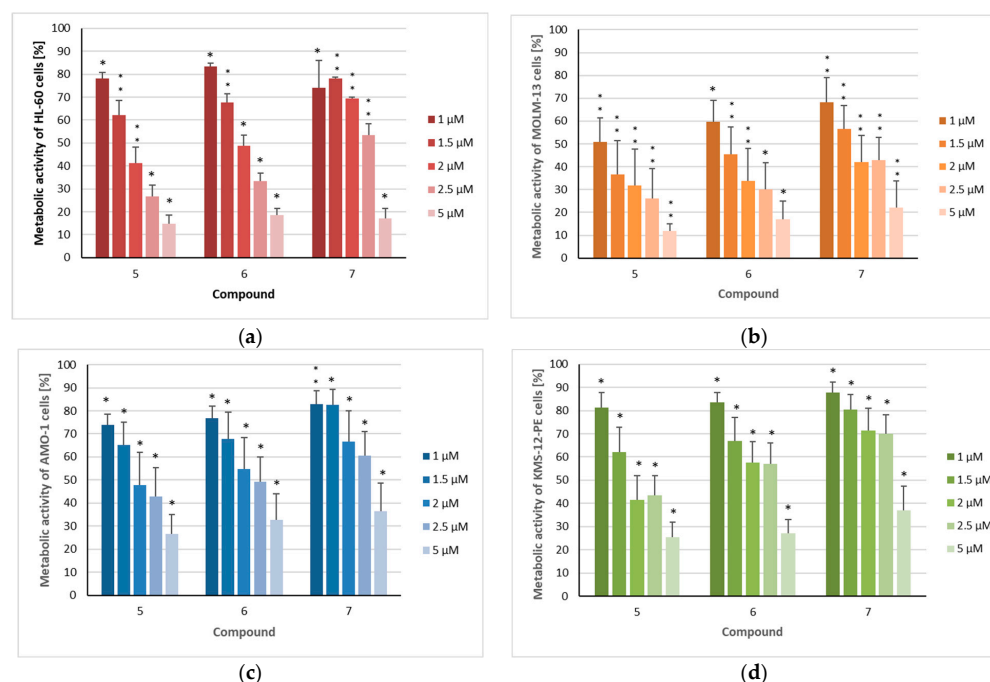 Metabolic activity of HL-60 cells [%]
100
90
80
70
60
50
40
30
20
10
0
* * * * * * *
* * * * * * *
* * * * * * *
5 6 7
Compound
1 µM
1.5 µM
2 µM
2.5 µM
5 µM
(a)
Metabolic activity of MOLM-13 cells [%]
100
90
80
70
60
50
40
30
20
10
0
* * * * * * * * * *
* * * * * * *
* * * * * * * * * *
5 6 7
Compound
1 µM
1.5 µM
2 µM
2.5 µM
5 µM
(b)
Metabolic activity of AMO-1 cells [%]
100
90
80
70
60
50
40
30
20
10
0
* * * * *
* * * * *
* * * * * *
5 6 7
Compound
1 µM
1.5 µM
2 µM
2.5 µM
5 µM
(c)
Metabolic activity of KMS-12-PE cells [%]
100
90
80
70
60
50
40
30
20
10
0
* * * * *
* * * * *
* * * * *
5 6 7
Compound
1 µM
1.5 µM
2 µM
2.5 µM
5 µM
(d)